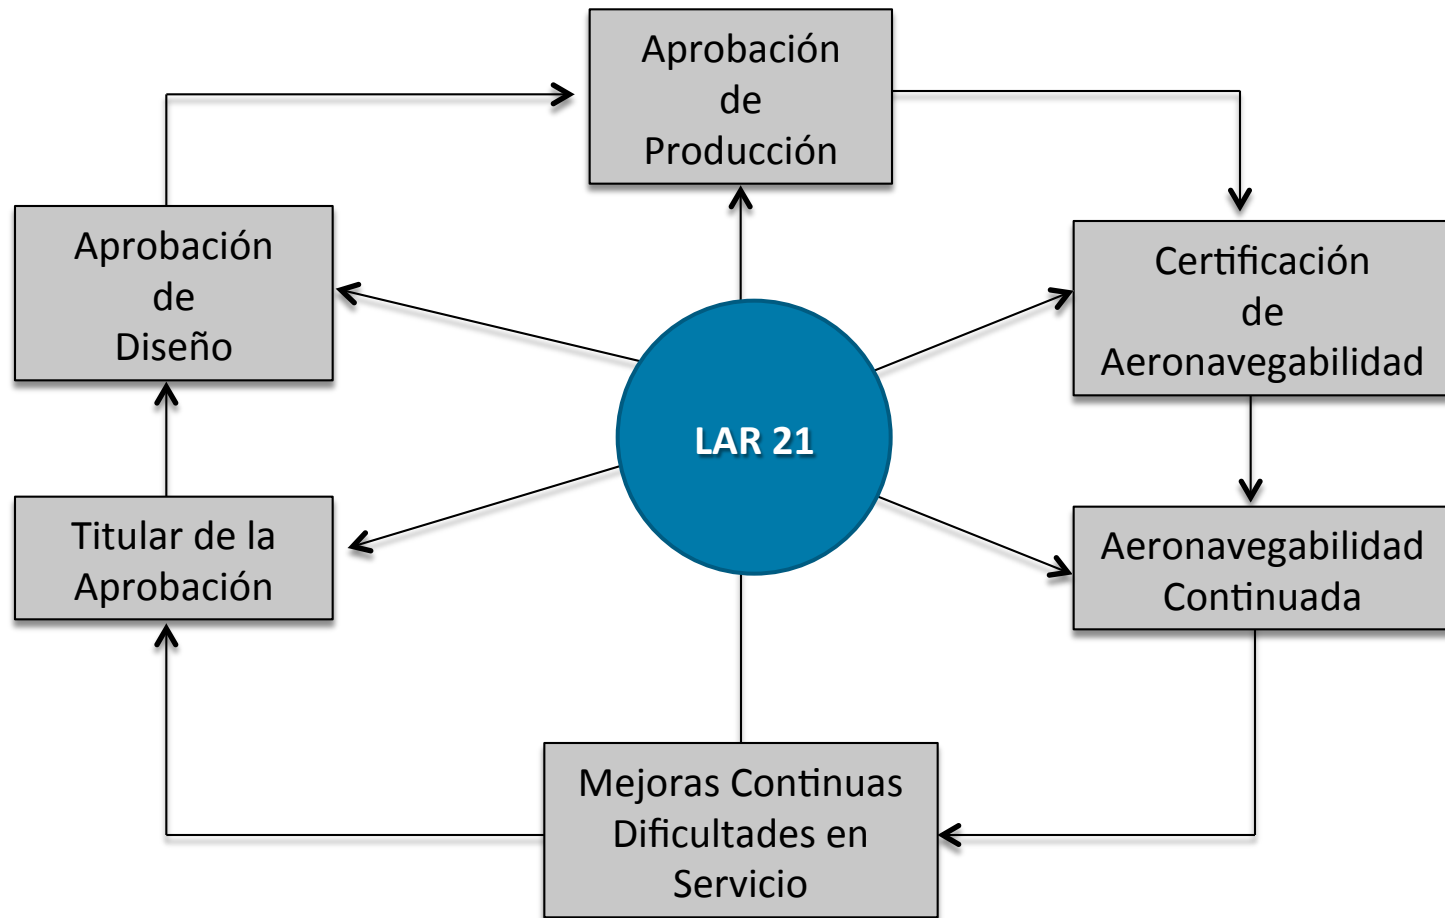 Aprobación
de
Producción
Aprobación
de
Diseño
Certificación
de
Aeronavegabilidad
LAR 21
Titular de la
Aprobación
Aeronavegabilidad
Continuada
Mejoras Continuas
Dificultades en
Servicio